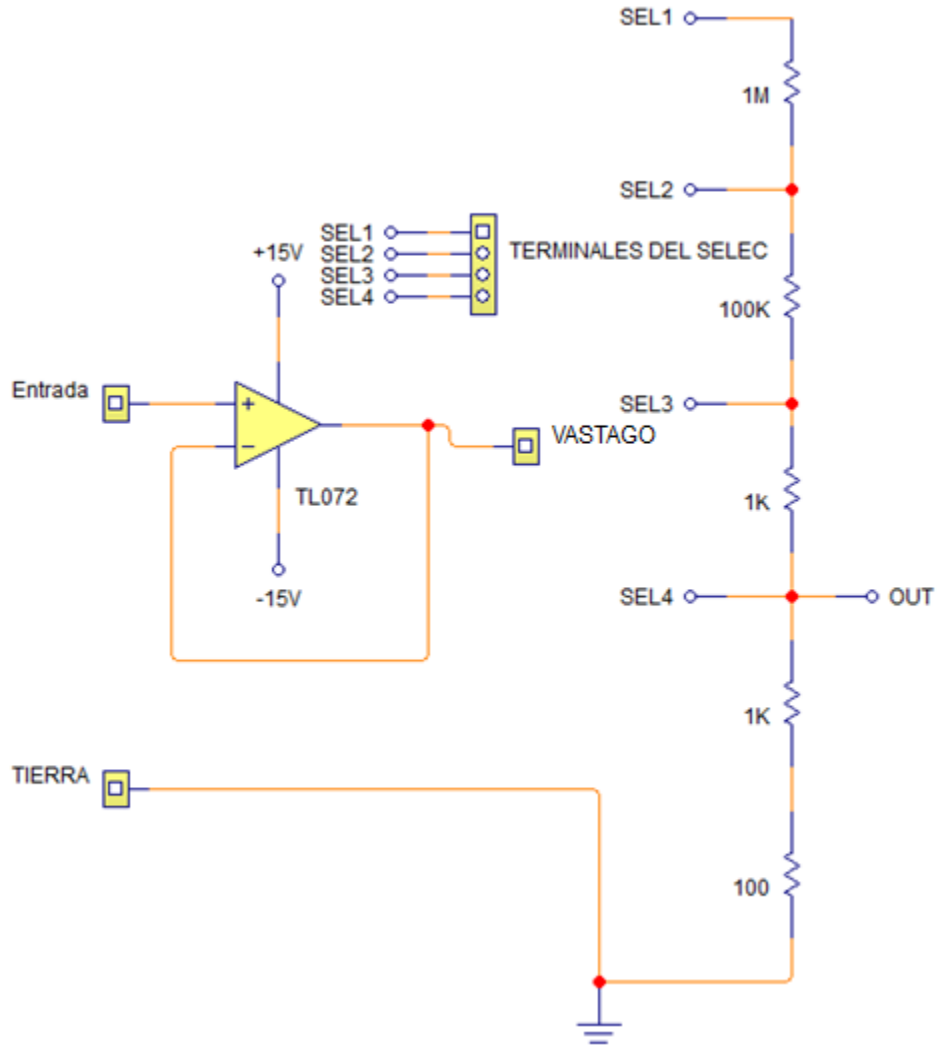 SEL1
1M
SEL2
SEL1
SEL2
SEL3
SEL4
TERMINALES DEL SELEC
+15V
100K
Entrada
+
SEL3
−
VASTAGO
TL072
1K
-15V
SEL4
OUT
1K
TIERRA
100